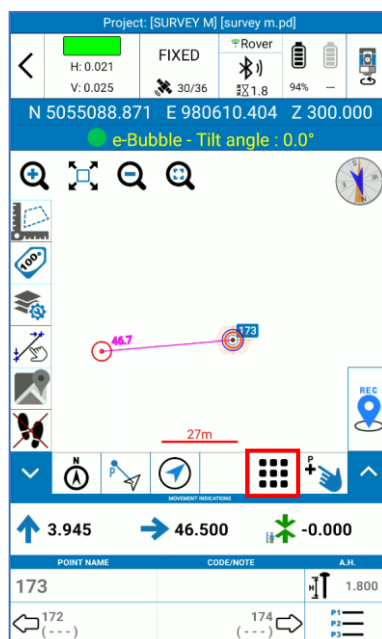 Project: [SURVEY M] [survey m.pd]
H: 0.021
V: 0.025
FIXED
30/36
Rover
1.8
94%
---
N 5055088.871 E 980610.404 Z 300.000
e-Bubble - Tilt angle : 0.0°
100°
46.7
173
REC
27m
N
P
P
MOVEMENT INDICATIONS
3.945
46.500
-0.000
POINT NAME
CODE/NOTE
A.H.
173
H
1.800
172
(---)
174
(---)
P1
P2
P3